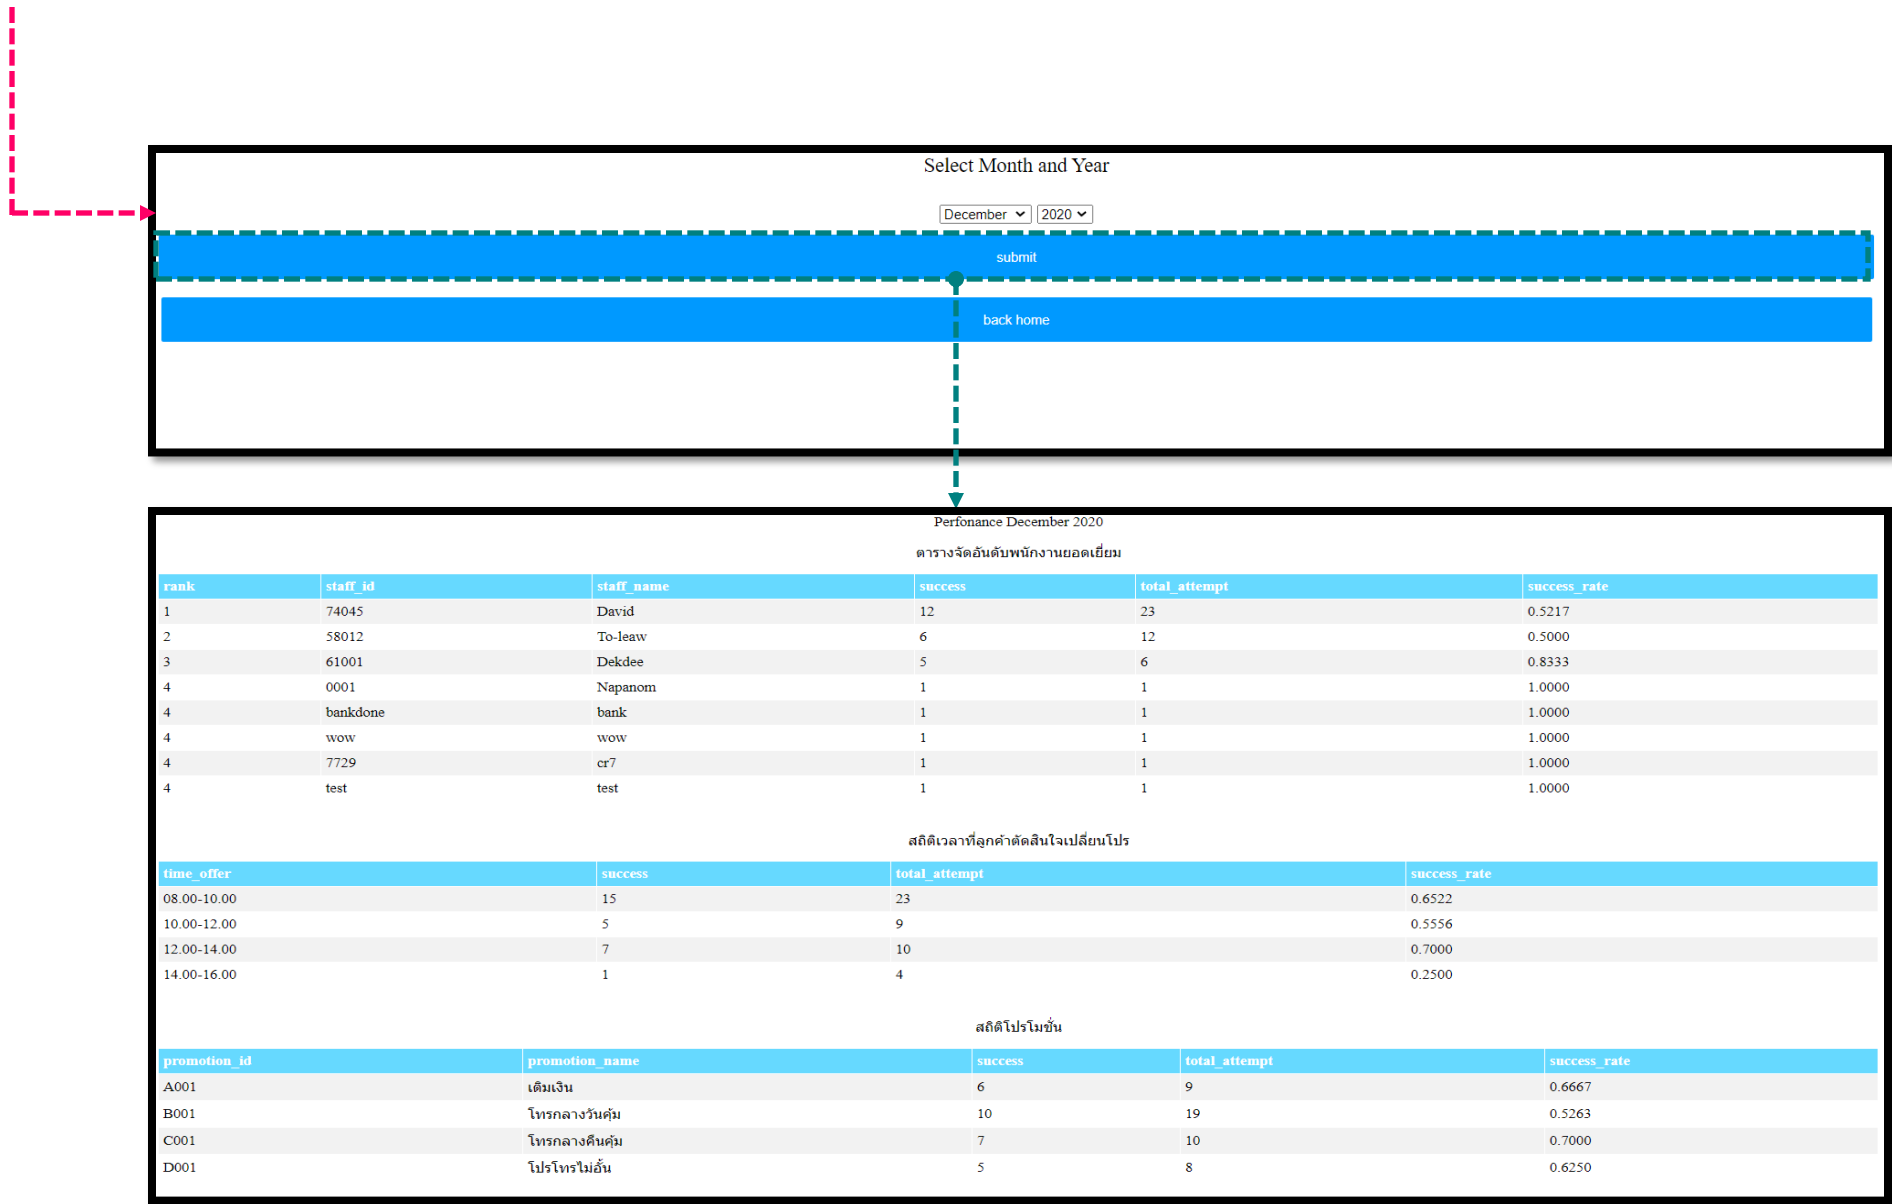 Select Month and Year
December 2020
submit
back home
Perfonance December 2020
ตารางจัดอันดับพนักงานยอดเยี่ยม
rank staff_id staff_name success total_attempt success_rate
1 74045 David 12 23 0.5217
2 58012 To-leaw 6 12 0.5000
3 61001 Dekdee 5 6 0.8333
4 0001 Napanom 1 1 1.0000
4 bankdone bank 1 1 1.0000
4 wow wow 1 1 1.0000
4 7729 cr7 1 1 1.0000
4 test test 1 1 1.0000
สถิติเวลาที่ลูกค้าตัดสินใจเปลี่ยนโปร
time_offer success total_attempt success_rate
08.00-10.00 15 23 0.6522
10.00-12.00 5 9 0.5556
12.00-14.00 7 10 0.7000
14.00-16.00 1 4 0.2500
สถิติโปรโมชั่น
promotion_id promotion_name success total_attempt success_rate
A001 เติมเงิน 6 9 0.6667
B001 โทรกลางวันคุ้ม 10 19 0.5263
C001 โทรกลางคืนคุ้ม 7 10 0.7000
D001 โปรโทรไม่อั้น 5 8 0.6250